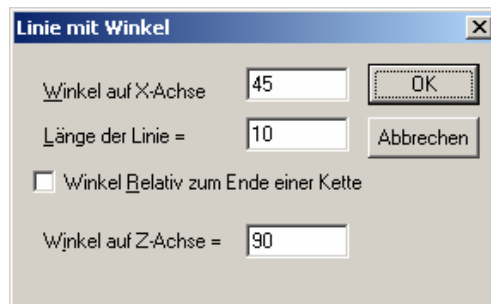 Linie mit Winkel
Winkel auf X-Achse 45 OK
Länge der Linie = 10 Abbrechen
Winkel Relativ zum Ende einer Kette
Winkel auf Z-Achse = 90